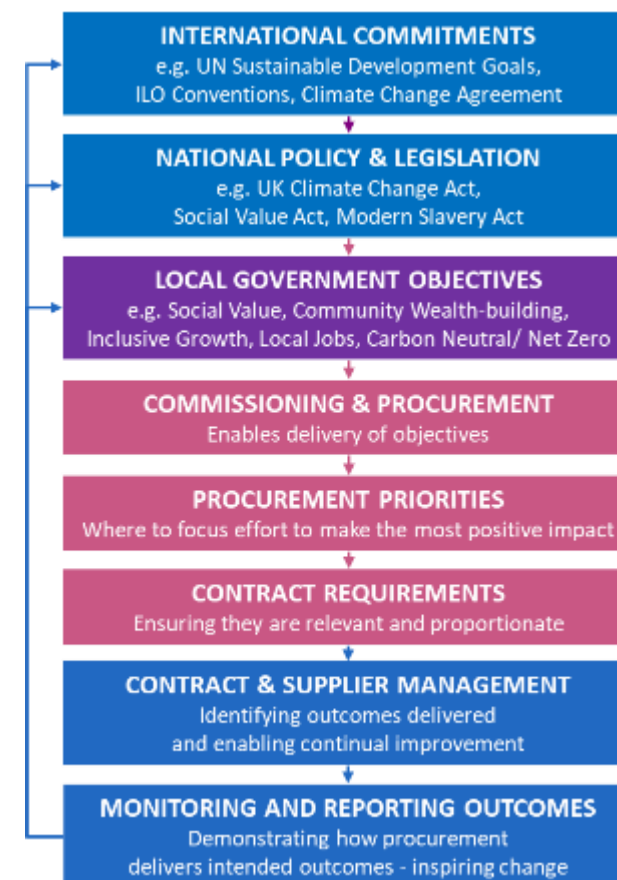 INTERNATIONAL COMMITMENTS
e.g. UN Sustainable Development Goals,
ILO Conventions, Climate Change Agreement
NATIONAL POLICY & LEGISLATION
e.g. UK Climate Change Act,
Social Value Act, Modern Slavery Act
LOCAL GOVERNMENT OBJECTIVES
e.g. Social Value, Community Wealth-building,
Inclusive Growth, Local Jobs, Carbon Neutral/ Net Zero
COMMISSIONING & PROCUREMENT
Enables delivery of objectives
PROCUREMENT PRIORITIES
Where to focus effort to make the most positive impact
CONTRACT REQUIREMENTS
Ensuring they are relevant and proportionate
CONTRACT & SUPPLIER MANAGEMENT
Identifying outcomes delivered
and enabling continual improvement
MONITORING AND REPORTING OUTCOMES
Demonstrating how procurement
delivers intended outcomes - inspiring change